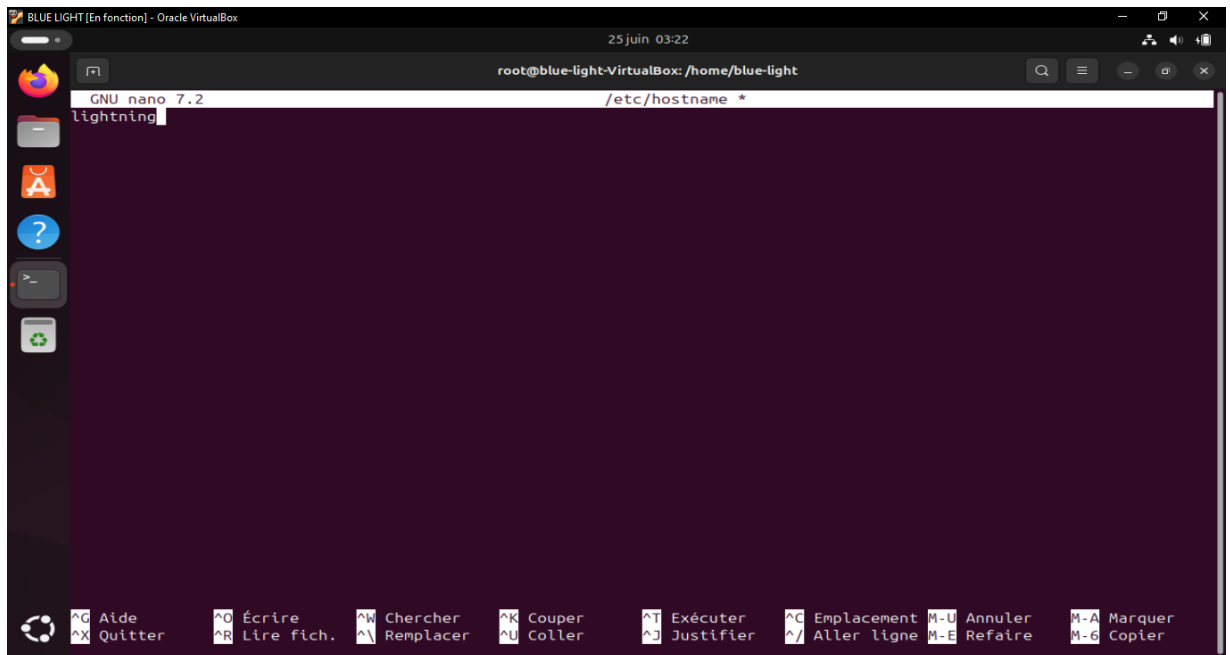 BLUE LIGHT [En fonction] - Oracle VirtualBox
25 juin 03:22
root@blue-light-VirtualBox: /home/blue-light
GNU nano 7.2 /etc/hostname *
lightning
^G Aide ^O Écrire ^W Chercher ^K Couper ^T Exécuter ^C Emplacement M-U Annuler M-A Marquer
^X Quitter ^R Lire fich. ^\ Remplacer ^U Coller ^J Justifier ^/ Aller ligne M-E Refaire M-6 Copier